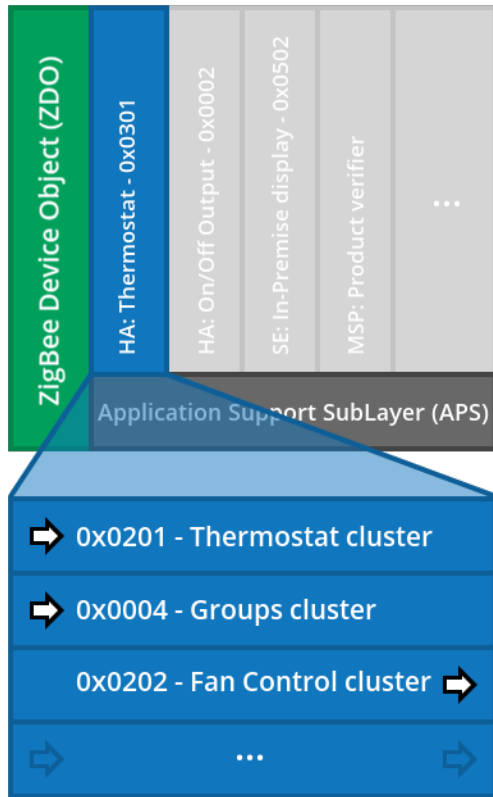 ZigBee Device Object (ZDO)
HA: Thermostat - 0x0301
HA: On/Off Output - 0x0002
SE: In-Premise display - 0x0502
MSP: Product verifier
...
Application Support SubLayer (APS)
0x0201 - Thermostat cluster
0x0004 - Groups cluster
0x0202 - Fan Control cluster
...